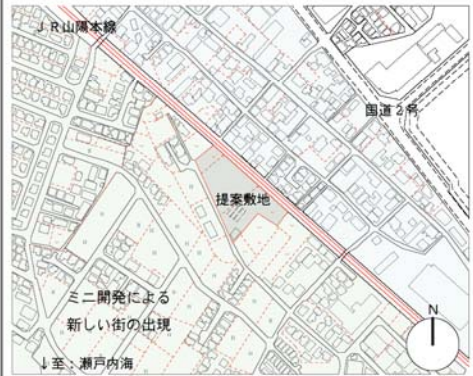 JR山陽本線
国道2号
提案敷地
ミニ開発による
新しい街の出現
↓至:瀬戸内海
N